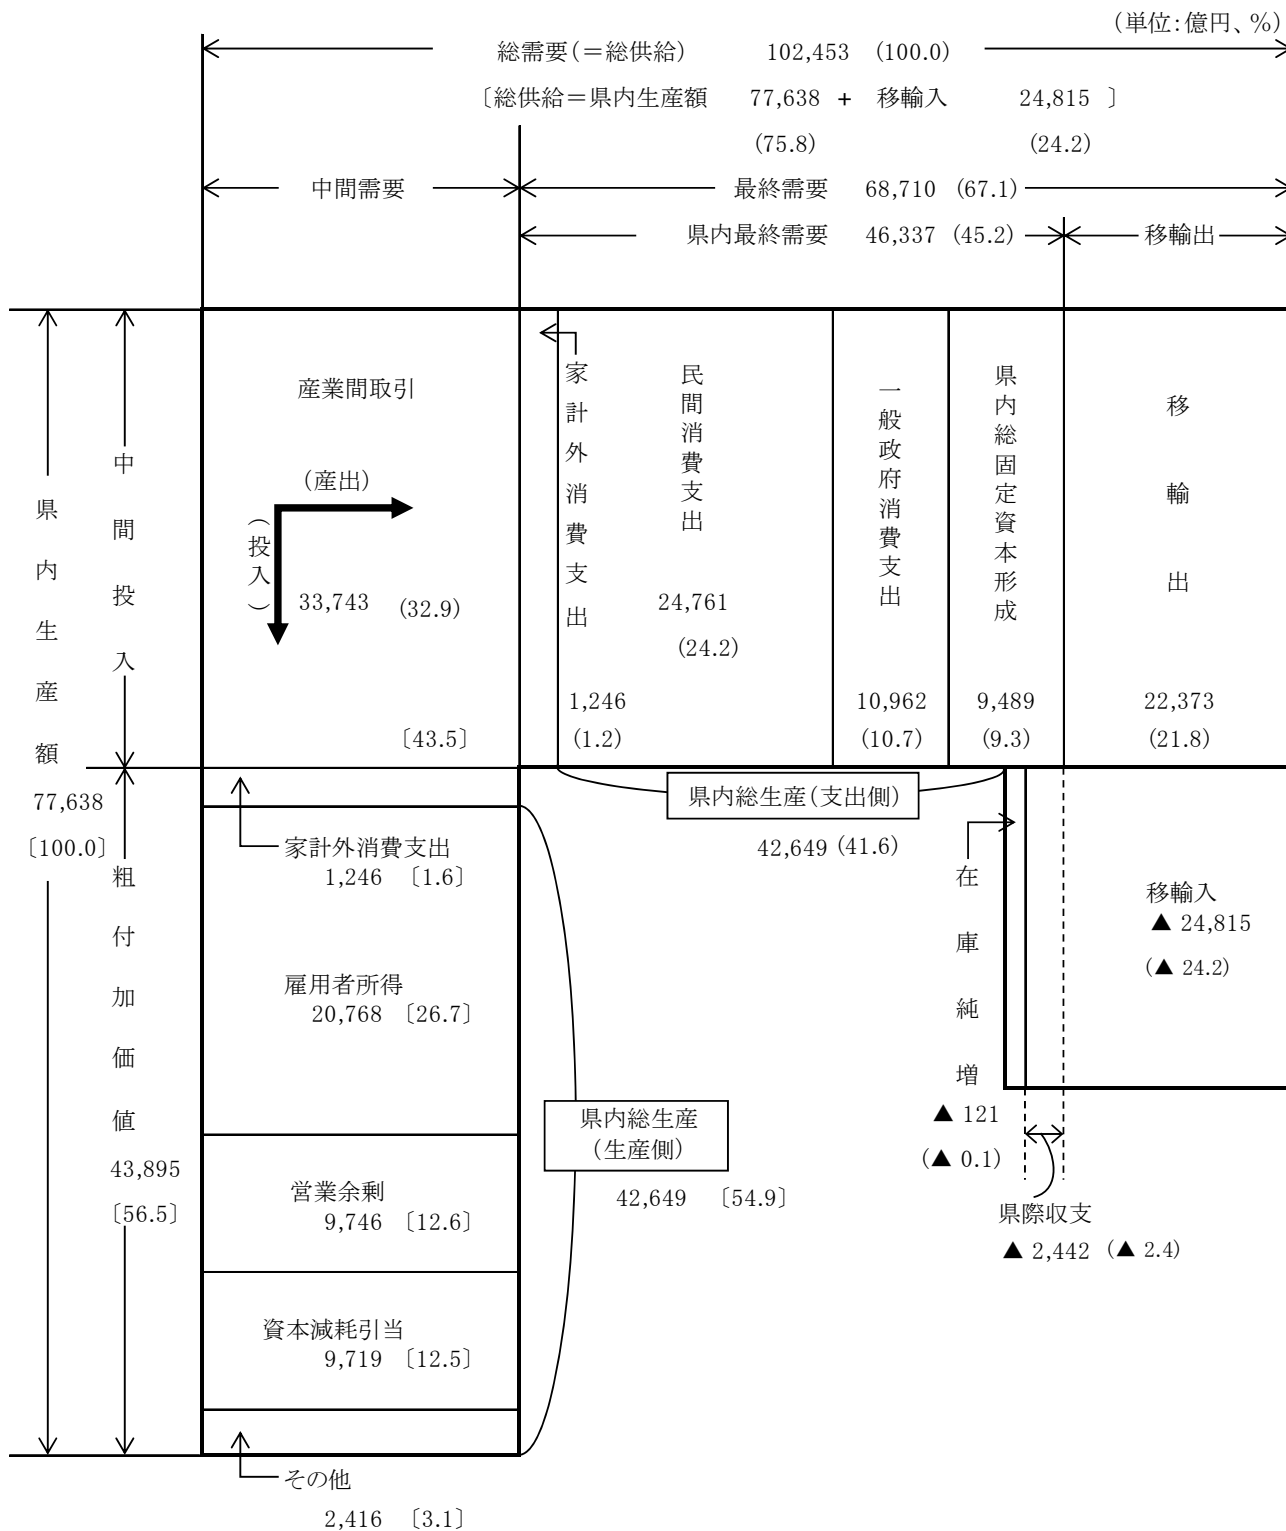 (単位:億円、%)
総需要(=総供給) 102,453 (100.0)
〔総供給=県内生産額 77,638 + 移輸入 24,815 〕
(75.8) (24.2)
中間需要
最終需要 68,710 (67.1)
県内最終需要 46,337 (45.2)
移輸出
県内生産額
77,638
〔100.0〕
中間投入
産業間取引
(産出)
(投入)
33,743 (32.9)
〔43.5〕
家計外消費支出
1,246
(1.2)
民間消費支出
24,761
(24.2)
一般政府消費支出
10,962
(10.7)
県内総固定資本形成
9,489
(9.3)
移輸出
22,373
(21.8)
粗付加価値
43,895
〔56.5〕
家計外消費支出
1,246 〔1.6〕
雇用者所得
20,768 〔26.7〕
営業余剰
9,746 〔12.6〕
資本減耗引当
9,719 〔12.5〕
その他
2,416 〔3.1〕
県内総生産(支出側)
42,649 (41.6)
県内総生産
(生産側)
42,649 〔54.9〕
在庫純増
▲ 121
(▲ 0.1)
移輸入
▲ 24,815
(▲ 24.2)
県際収支
▲ 2,442 (▲ 2.4)